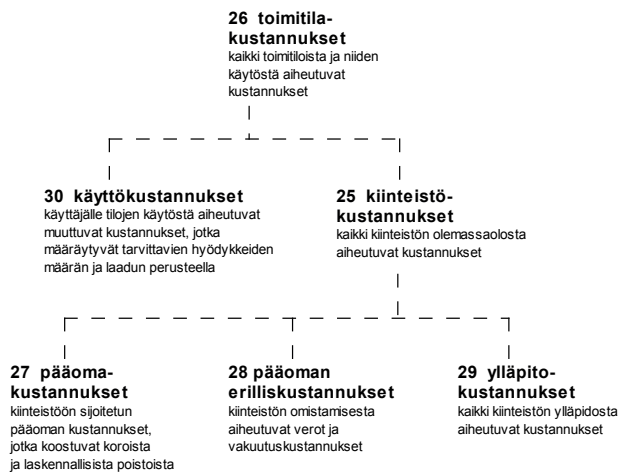 26 toimitila-
kustannukset
kaikki toimitiloista ja niiden
käytöstä aiheutuvat
kustannukset
30 käyttökustannukset
käyttäjälle tilojen käytöstä aiheutuvat
muuttuvat kustannukset, jotka
määräytyvät tarvittavien hyödykkeiden
määrän ja laadun perusteella
25 kiinteistö-
kustannukset
kaikki kiinteistön olemassaolosta
aiheutuvat kustannukset
27 pääoma-
kustannukset
kiinteistöön sijoitetun
pääoman kustannukset,
jotka koostuvat koroista
ja laskennallisista poistoista
28 pääoman
erilliskustannukset
kiinteistön omistamisesta
aiheutuvat verot ja
vakuutuskustannukset
29 ylläpito-
kustannukset
kaikki kiinteistön ylläpidosta
aiheutuvat kustannukset